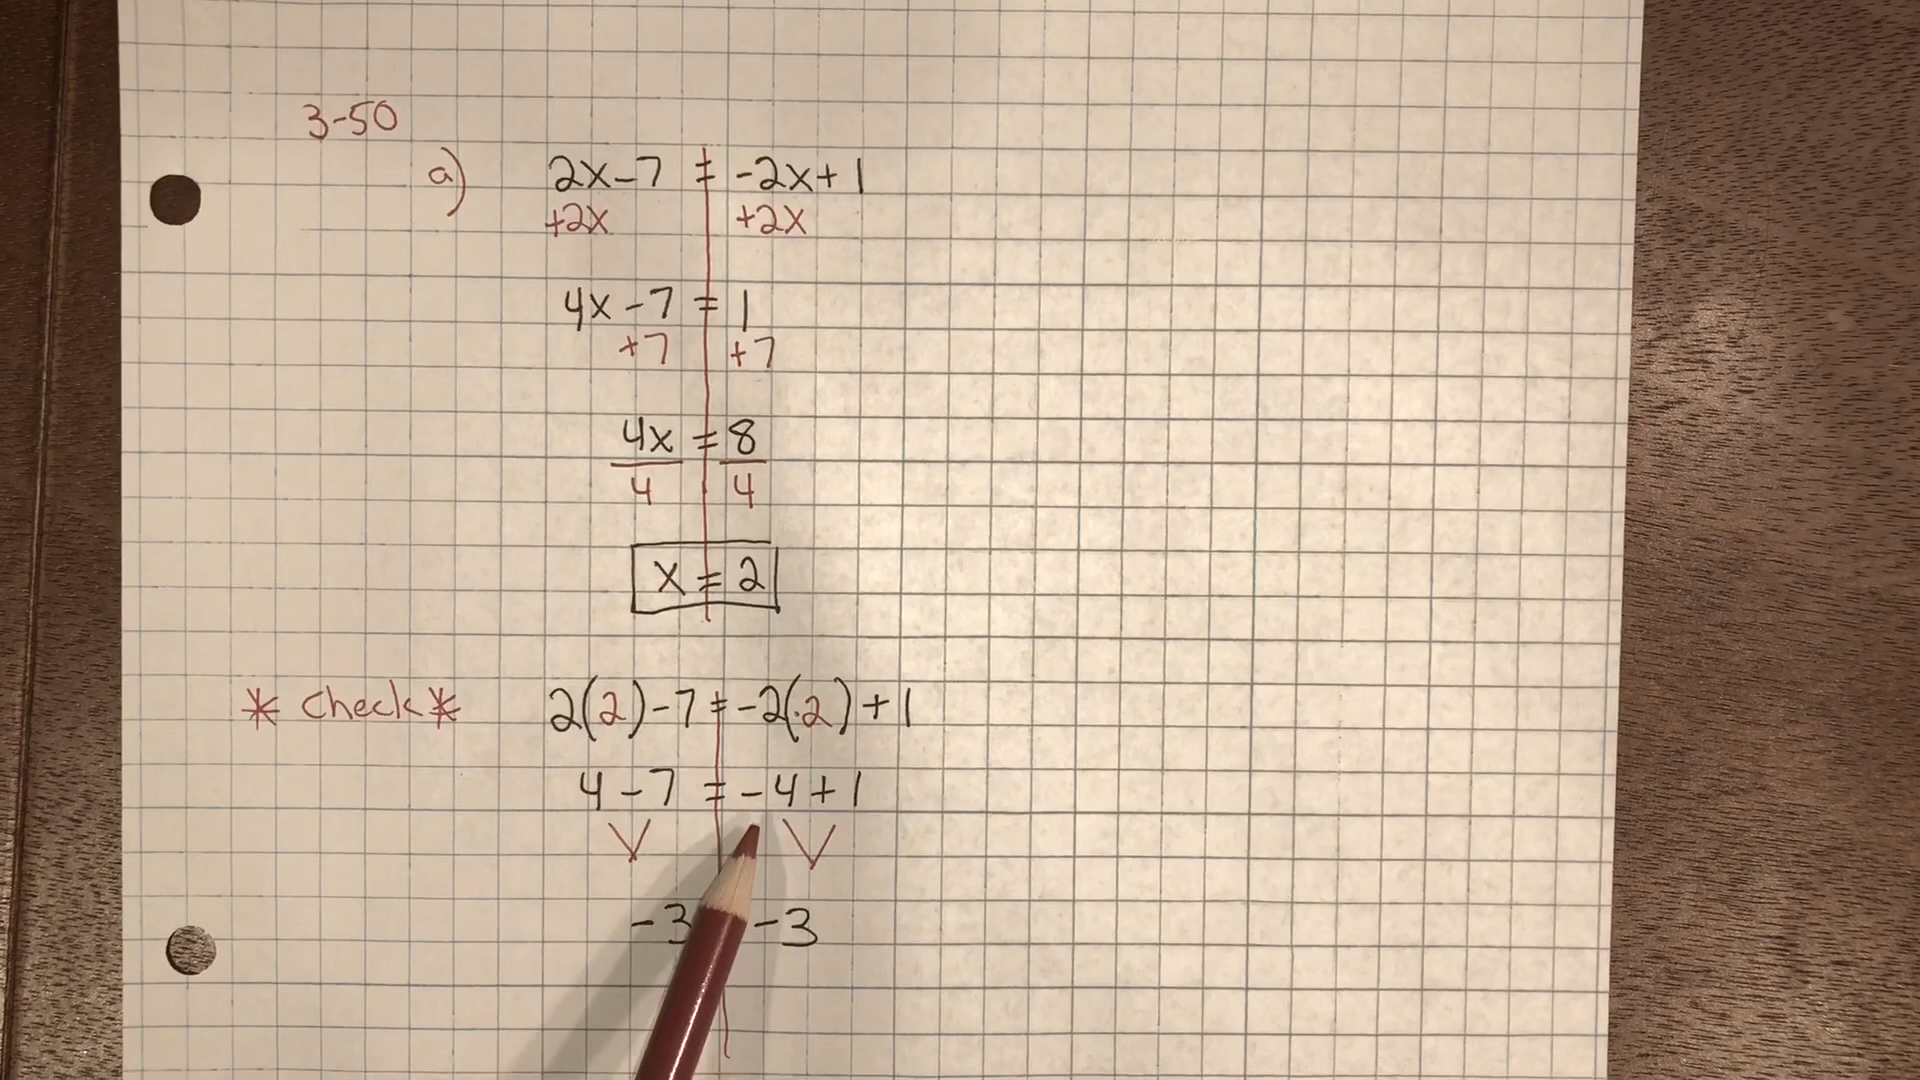 3-50
a) 2x-7 = -2x+1
+2x +2x
4x-7 = 1
+7 +7
4x = 8
4 4
x = 2
* Check * 2(2)-7 = -2(2)+1
4-7 = -4+1
-3 -3